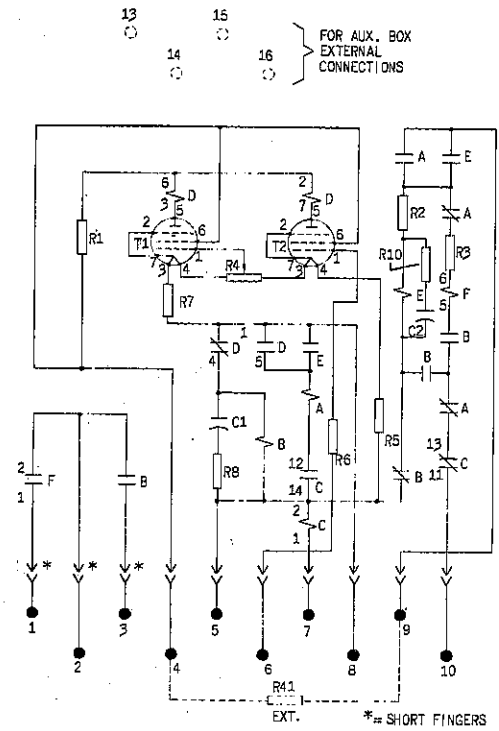 13
15
14
16
FOR AUX. BOX
EXTERNAL
CONNECTIONS
A
E
6
3
D
5
2
7
D
5
R2
A
R1
2
T1
6
1
7
3
4
R4
2
T2
6
1
7
3
4
R10
R3
6
5
F
E
R7
C2
B
1
D
4
D
5
E
B
A
A
C1
B
R6
R5
R8
12
14
C
13
11
C
B
2
1
F
B
2
1
C
*
*
*
1
2
3
4
5
6
7
8
9
10
R41
EXT.
*= SHORT FINGERS